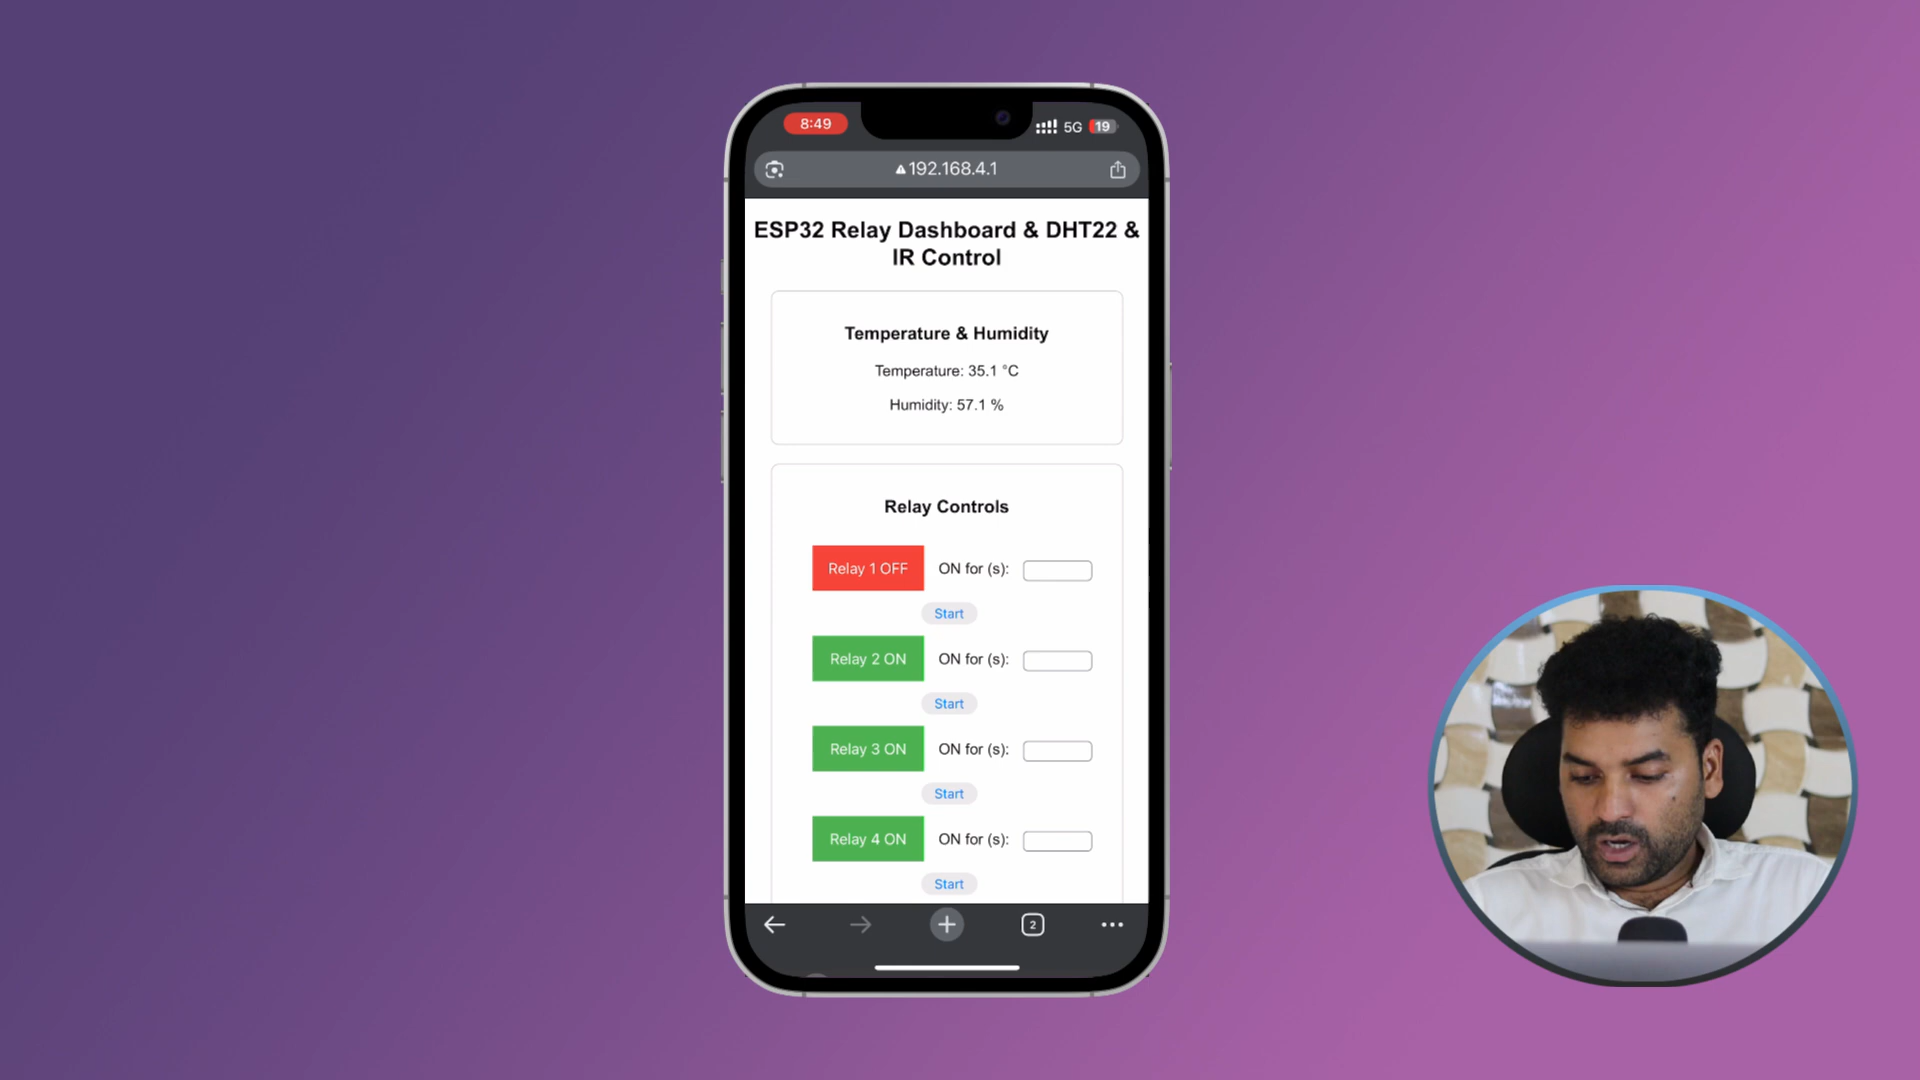 8:49
5G
19
192.168.4.1
ESP32 Relay Dashboard & DHT22 &
IR Control
Temperature & Humidity
Temperature: 35.1 °C
Humidity: 57.1 %
Relay Controls
Relay 1 OFF ON for (s):
Start
Relay 2 ON ON for (s):
Start
Relay 3 ON ON for (s):
Start
Relay 4 ON ON for (s):
Start
2